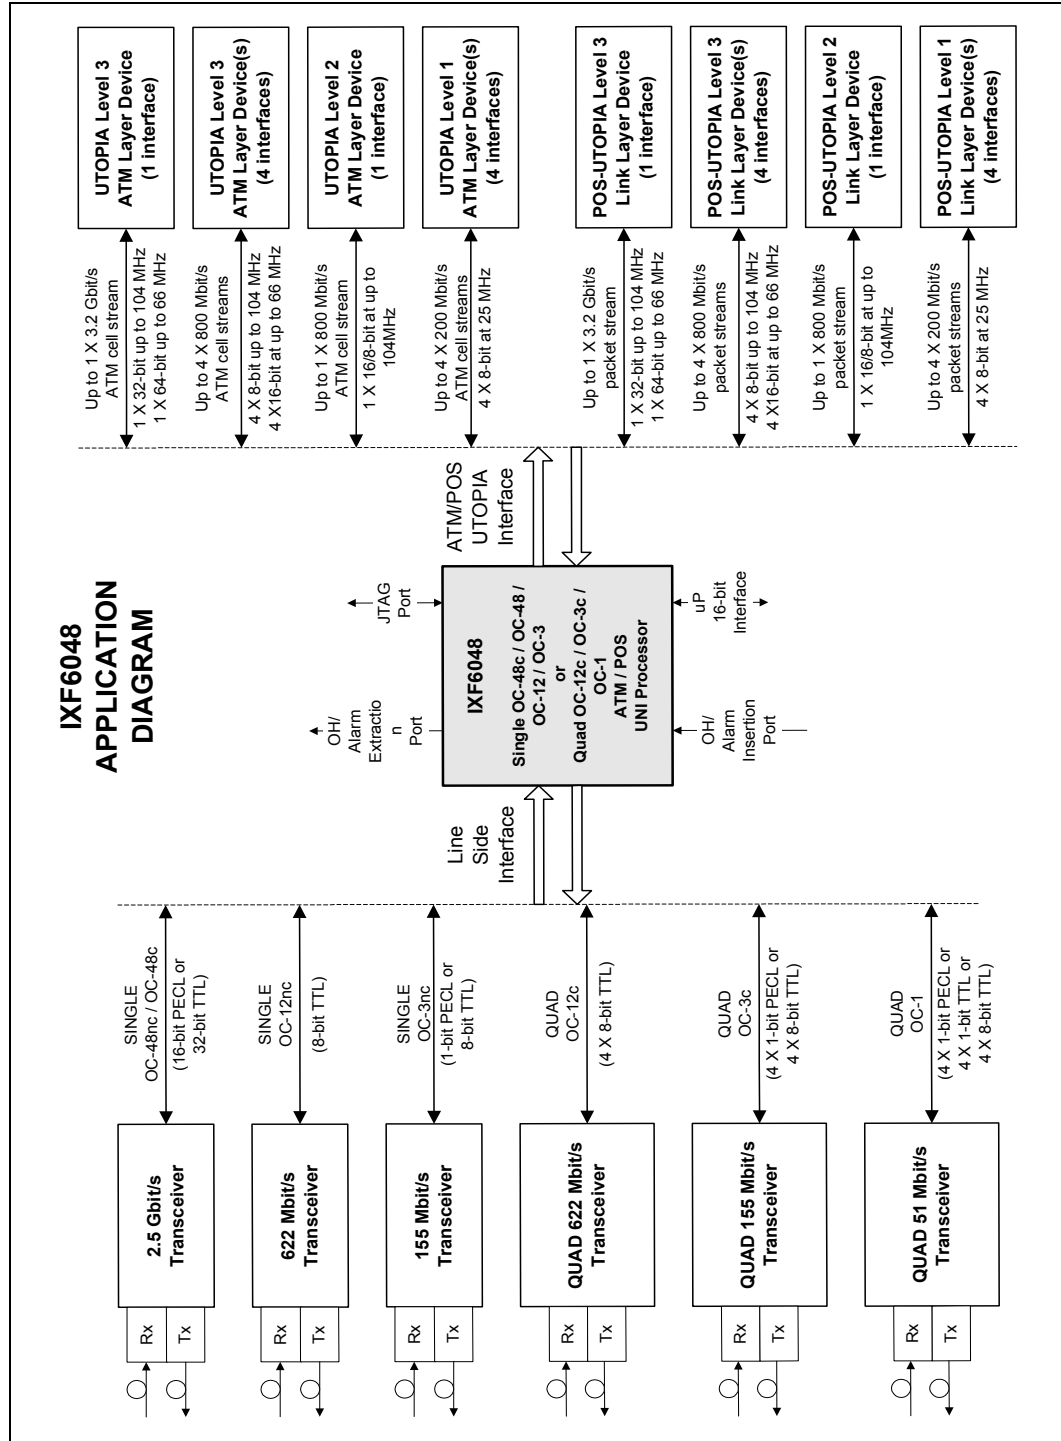 IXF6048
APPLICATION
DIAGRAM
Rx
Tx
2.5 Gbit/s
Transceiver
SINGLE
OC-48nc / OC-48c
(16-bit PECL or
32-bit TTL)
Rx
Tx
622 Mbit/s
Transceiver
SINGLE
OC-12nc
(8-bit TTL)
Rx
Tx
155 Mbit/s
Transceiver
SINGLE
OC-3nc
(1-bit PECL or
8-bit TTL)
Rx
Tx
QUAD 622 Mbit/s
Transceiver
QUAD
OC-12c
(4 X 8-bit TTL)
Rx
Tx
QUAD 155 Mbit/s
Transceiver
QUAD
OC-3c
(4 X 1-bit PECL or
4 X 8-bit TTL)
Rx
Tx
QUAD 51 Mbit/s
Transceiver
QUAD
OC-1
(4 X 1-bit PECL or
4 X 1-bit TTL or
4 X 8-bit TTL)
Line
Side
Interface
OH/
Alarm
Extractio
n Port
JTAG
Port
IXF6048
Single OC-48c / OC-48 /
OC-12 / OC-3
or
Quad OC-12c / OC-3c /
OC-1
ATM / POS
UNI Processor
OH/
Alarm
Insertion
Port
uP
16-bit
Interface
ATM/POS
UTOPIA
Interface
Up to 1 X 3.2 Gbit/s
ATM cell stream
1 X 32-bit up to 104 MHz
1 X 64-bit up to 66 MHz
UTOPIA Level 3
ATM Layer Device
(1 interface)
Up to 4 X 800 Mbit/s
ATM cell streams
4 X 8-bit up to 104 MHz
4 X16-bit at up to 66 MHz
UTOPIA Level 3
ATM Layer Device(s)
(4 interfaces)
Up to 1 X 800 Mbit/s
ATM cell stream
1 X 16/8-bit at up to
104MHz
UTOPIA Level 2
ATM Layer Device
(1 interface)
Up to 4 X 200 Mbit/s
ATM cell streams
4 X 8-bit at 25 MHz
UTOPIA Level 1
ATM Layer Device(s)
(4 interfaces)
Up to 1 X 3.2 Gbit/s
packet stream
1 X 32-bit up to 104 MHz
1 X 64-bit up to 66 MHz
POS-UTOPIA Level 3
Link Layer Device
(1 interface)
Up to 4 X 800 Mbit/s
packet streams
4 X 8-bit up to 104 MHz
4 X16-bit at up to 66 MHz
POS-UTOPIA Level 3
Link Layer Device(s)
(4 interfaces)
Up to 1 X 800 Mbit/s
packet stream
1 X 16/8-bit at up to
104MHz
POS-UTOPIA Level 2
Link Layer Device
(1 interface)
Up to 4 X 200 Mbit/s
packet streams
4 X 8-bit at 25 MHz
POS-UTOPIA Level 1
Link Layer Device(s)
(4 interfaces)